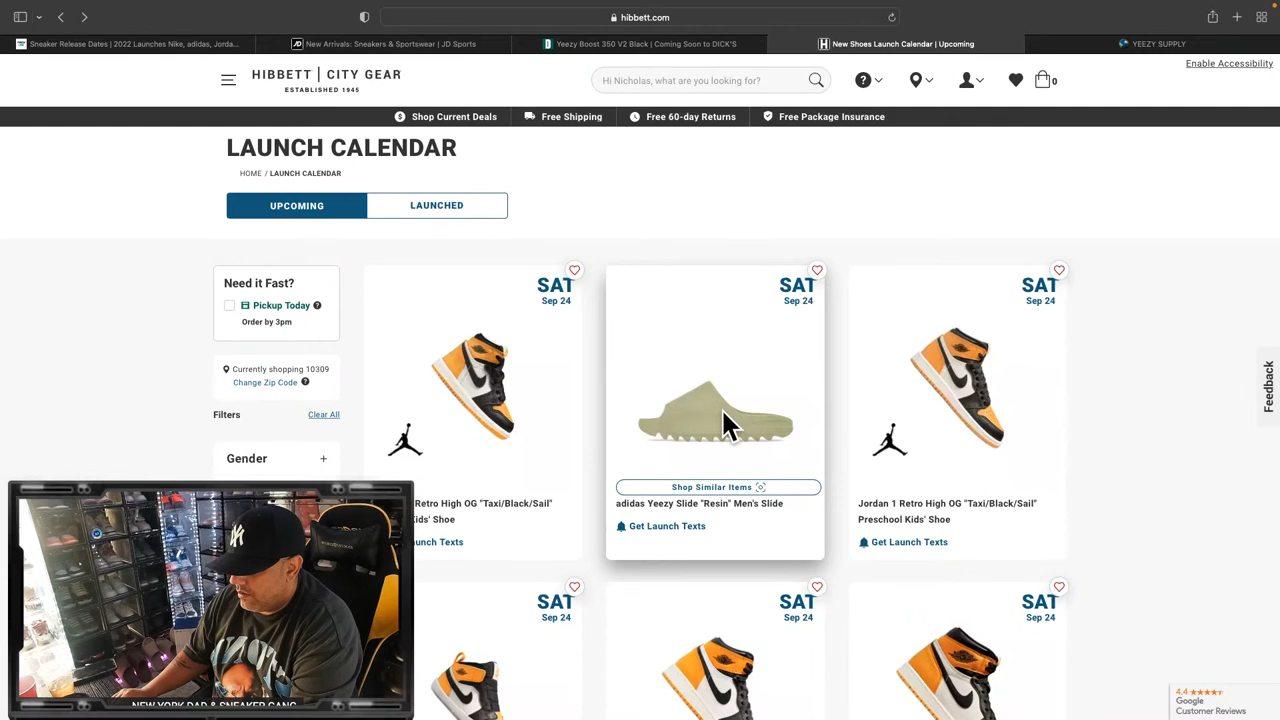 hibbett.com
Sneaker Release Dates | 2022 Launches Nike, adidas, Jorda...
New Arrivals: Sneakers & Sportswear | JD Sports
Yeezy Boost 350 V2 Black | Coming Soon to DICK'S
New Shoes Launch Calendar | Upcoming
YEEZY SUPPLY
Enable Accessibility
HIBBETT | CITY GEAR
ESTABLISHED 1945
Hi Nicholas, what are you looking for?
0
Shop Current Deals
Free Shipping
Free 60-day Returns
Free Package Insurance
LAUNCH CALENDAR
HOME / LAUNCH CALENDAR
UPCOMING
LAUNCHED
Need it Fast?
Pickup Today
Order by 3pm
Currently shopping 10309
Change Zip Code
Filters
Clear All
Gender +
SAT
Sep 24
Retro High OG "Taxi/Black/Sail"
Kids' Shoe
Launch Texts
SAT
Sep 24
Shop Similar Items
adidas Yeezy Slide "Resin" Men's Slide
Get Launch Texts
SAT
Sep 24
Jordan 1 Retro High OG "Taxi/Black/Sail"
Preschool Kids' Shoe
Get Launch Texts
SAT
Sep 24
SAT
Sep 24
SAT
Sep 24
Feedback
4.4
Google
Customer Reviews
NY
NEW YORK DAD & SNEAKER GANG